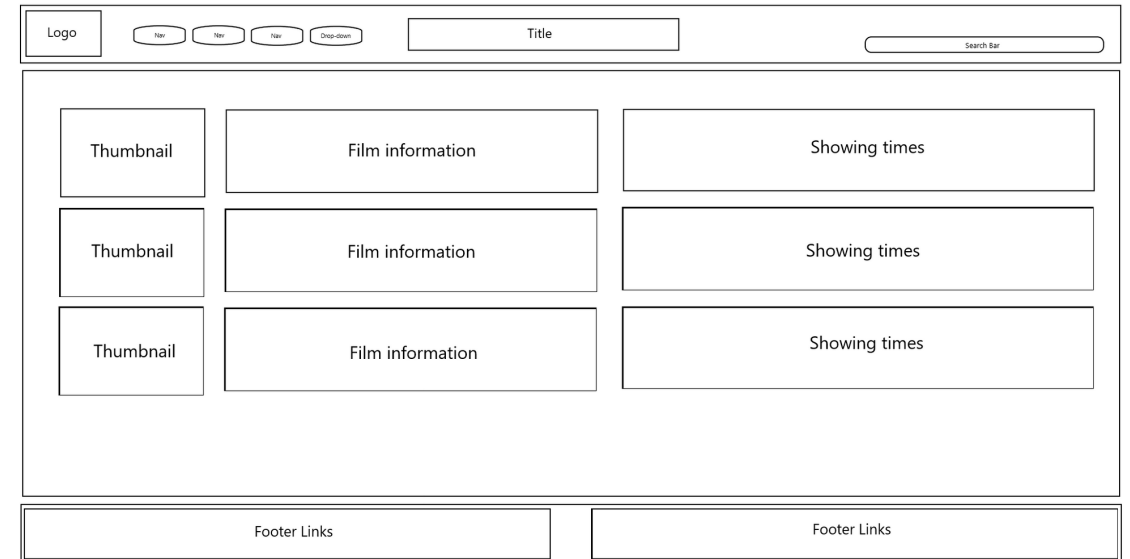 Logo
Nav
Nav
Nav
Drop-down
Title
Search Bar
Thumbnail
Film information
Showing times
Thumbnail
Film information
Showing times
Thumbnail
Film information
Showing times
Footer Links
Footer Links